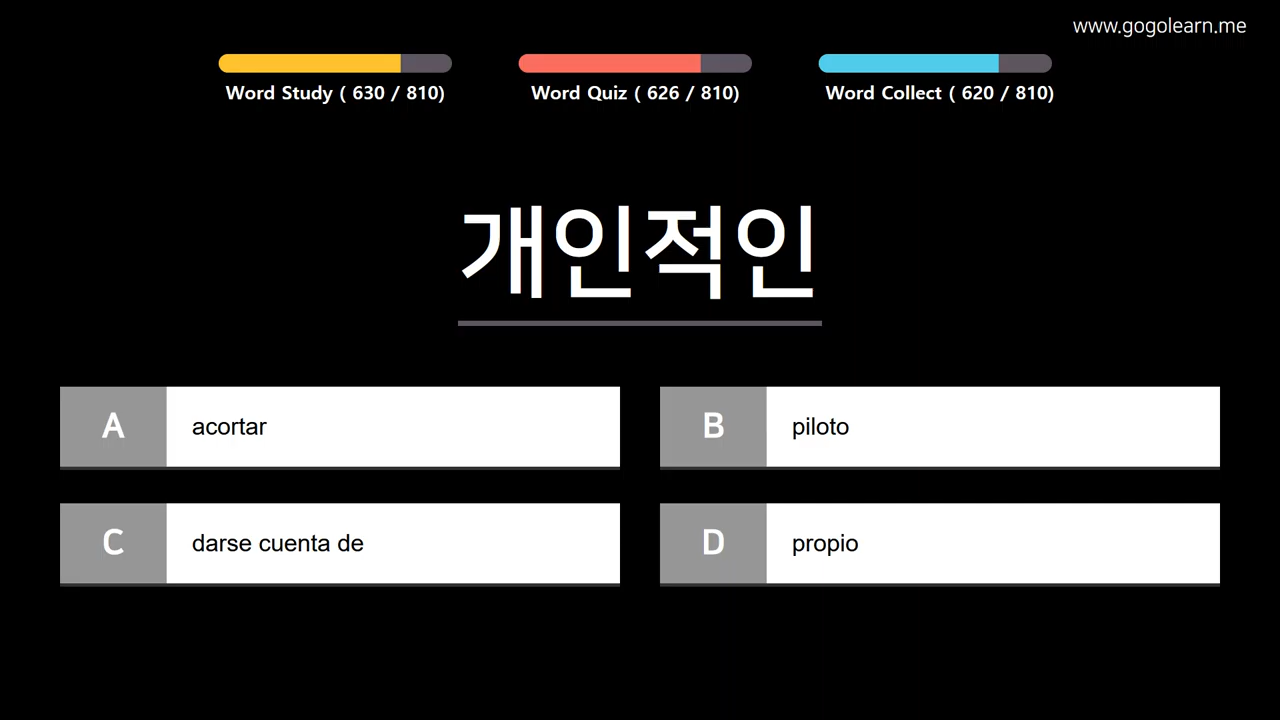 www.gogolearn.me
Word Study ( 630 / 810)
Word Quiz ( 626 / 810)
Word Collect ( 620 / 810)
개인적인
A acortar
B piloto
C darse cuenta de
D propio